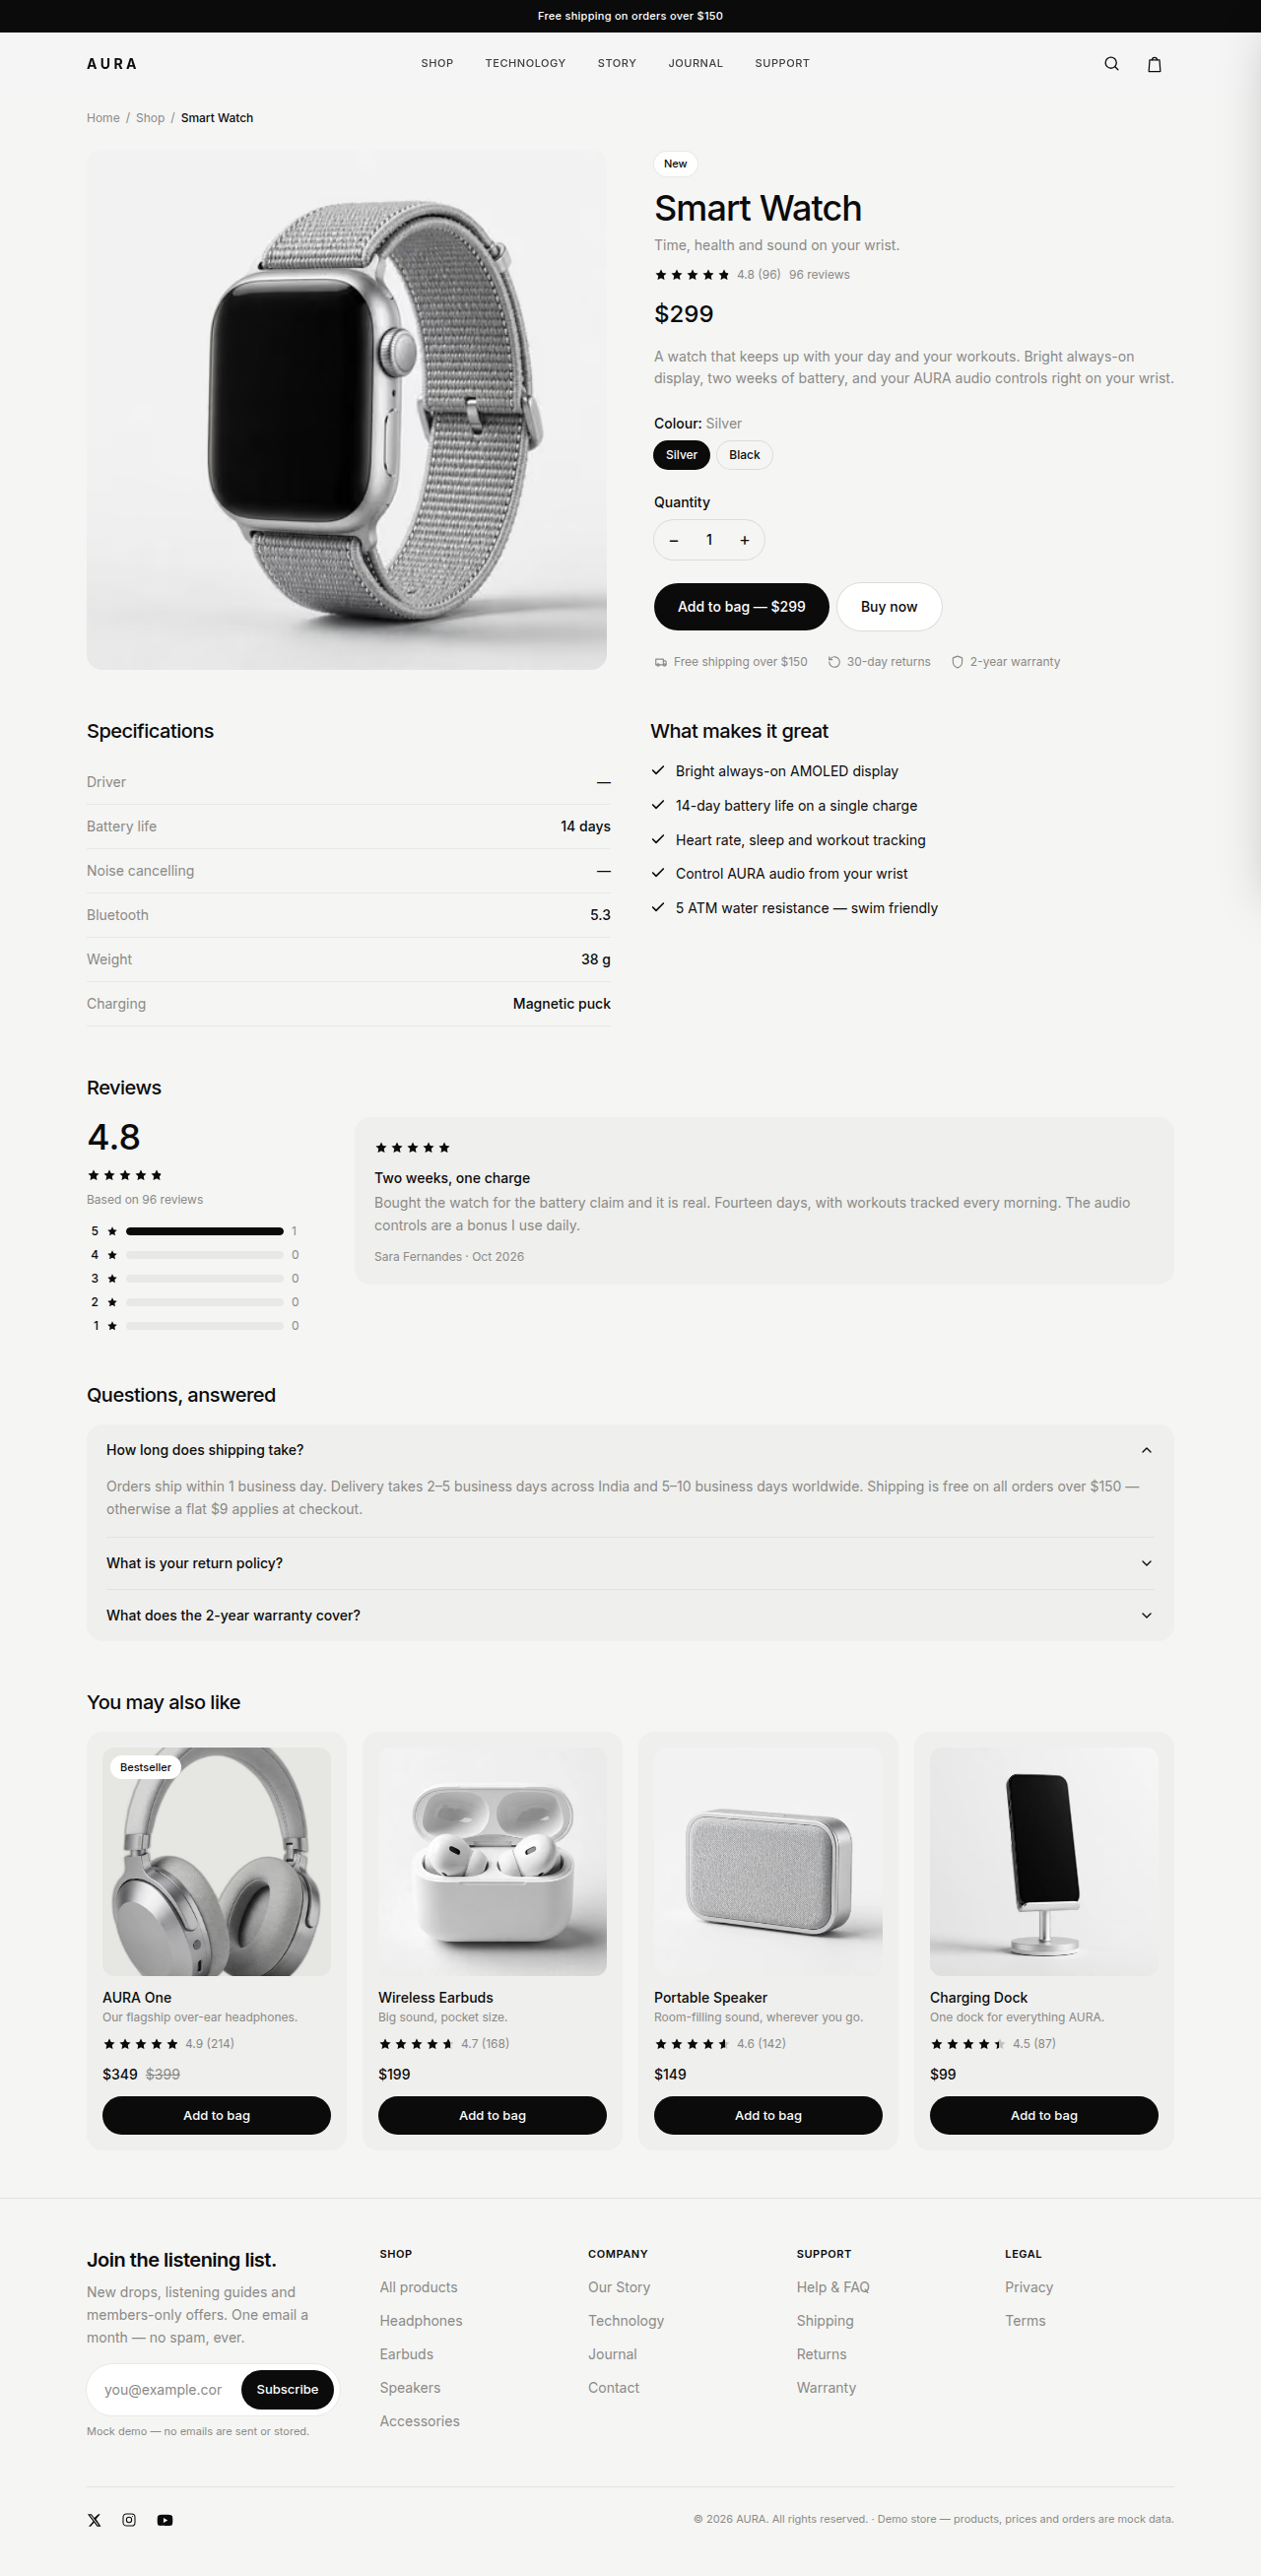 Free shipping on orders over $150
AURA
SHOP TECHNOLOGY STORY JOURNAL SUPPORT
Home / Shop / Smart Watch
New
Smart Watch
Time, health and sound on your wrist.
4.8 (96) 96 reviews
$299
A watch that keeps up with your day and your workouts. Bright always-on
display, two weeks of battery, and your AURA audio controls right on your wrist.
Colour: Silver
Silver Black
Quantity
− 1 +
Add to bag — $299 Buy now
Free shipping over $150 30-day returns 2-year warranty
Specifications
Driver —
Battery life 14 days
Noise cancelling —
Bluetooth 5.3
Weight 38 g
Charging Magnetic puck
What makes it great
Bright always-on AMOLED display
14-day battery life on a single charge
Heart rate, sleep and workout tracking
Control AURA audio from your wrist
5 ATM water resistance — swim friendly
Reviews
4.8
Based on 96 reviews
5 1
4 0
3 0
2 0
1 0
Two weeks, one charge
Bought the watch for the battery claim and it is real. Fourteen days, with workouts tracked every morning. The audio
controls are a bonus I use daily.
Sara Fernandes · Oct 2026
Questions, answered
How long does shipping take?
Orders ship within 1 business day. Delivery takes 2–5 business days across India and 5–10 business days worldwide. Shipping is free on all orders over $150 —
otherwise a flat $9 applies at checkout.
What is your return policy?
What does the 2-year warranty cover?
You may also like
Bestseller
AURA One
Our flagship over-ear headphones.
4.9 (214)
$349 $399
Add to bag
Wireless Earbuds
Big sound, pocket size.
4.7 (168)
$199
Add to bag
Portable Speaker
Room-filling sound, wherever you go.
4.6 (142)
$149
Add to bag
Charging Dock
One dock for everything AURA.
4.5 (87)
$99
Add to bag
Join the listening list.
New drops, listening guides and
members-only offers. One email a
month — no spam, ever.
you@example.cor Subscribe
Mock demo — no emails are sent or stored.
SHOP
All products
Headphones
Earbuds
Speakers
Accessories
COMPANY
Our Story
Technology
Journal
Contact
SUPPORT
Help & FAQ
Shipping
Returns
Warranty
LEGAL
Privacy
Terms
© 2026 AURA. All rights reserved. · Demo store — products, prices and orders are mock data.